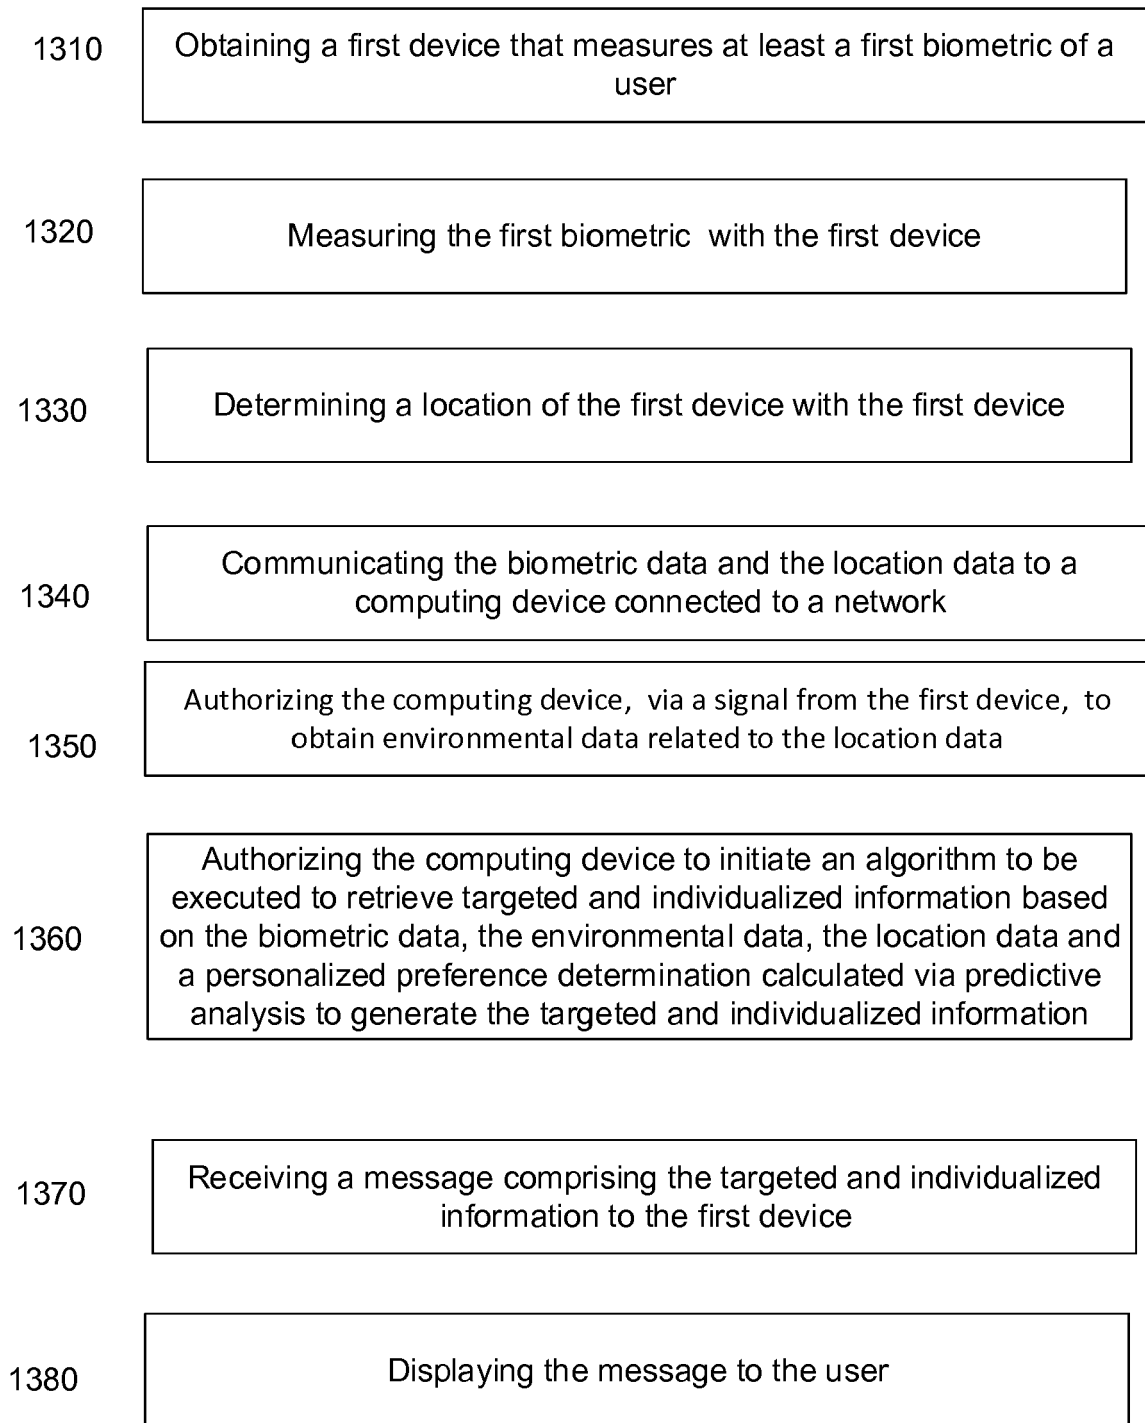 1310
Obtaining a first device that measures at least a first biometric of a
user
1320
Measuring the first biometric with the first device
1330
Determining a location of the first device with the first device
1340
Communicating the biometric data and the location data to a
computing device connected to a network
1350
Authorizing the computing device, via a signal from the first device, to
obtain environmental data related to the location data
1360
Authorizing the computing device to initiate an algorithm to be
executed to retrieve targeted and individualized information based
on the biometric data, the environmental data, the location data and
a personalized preference determination calculated via predictive
analysis to generate the targeted and individualized information
1370
Receiving a message comprising the targeted and individualized
information to the first device
1380
Displaying the message to the user